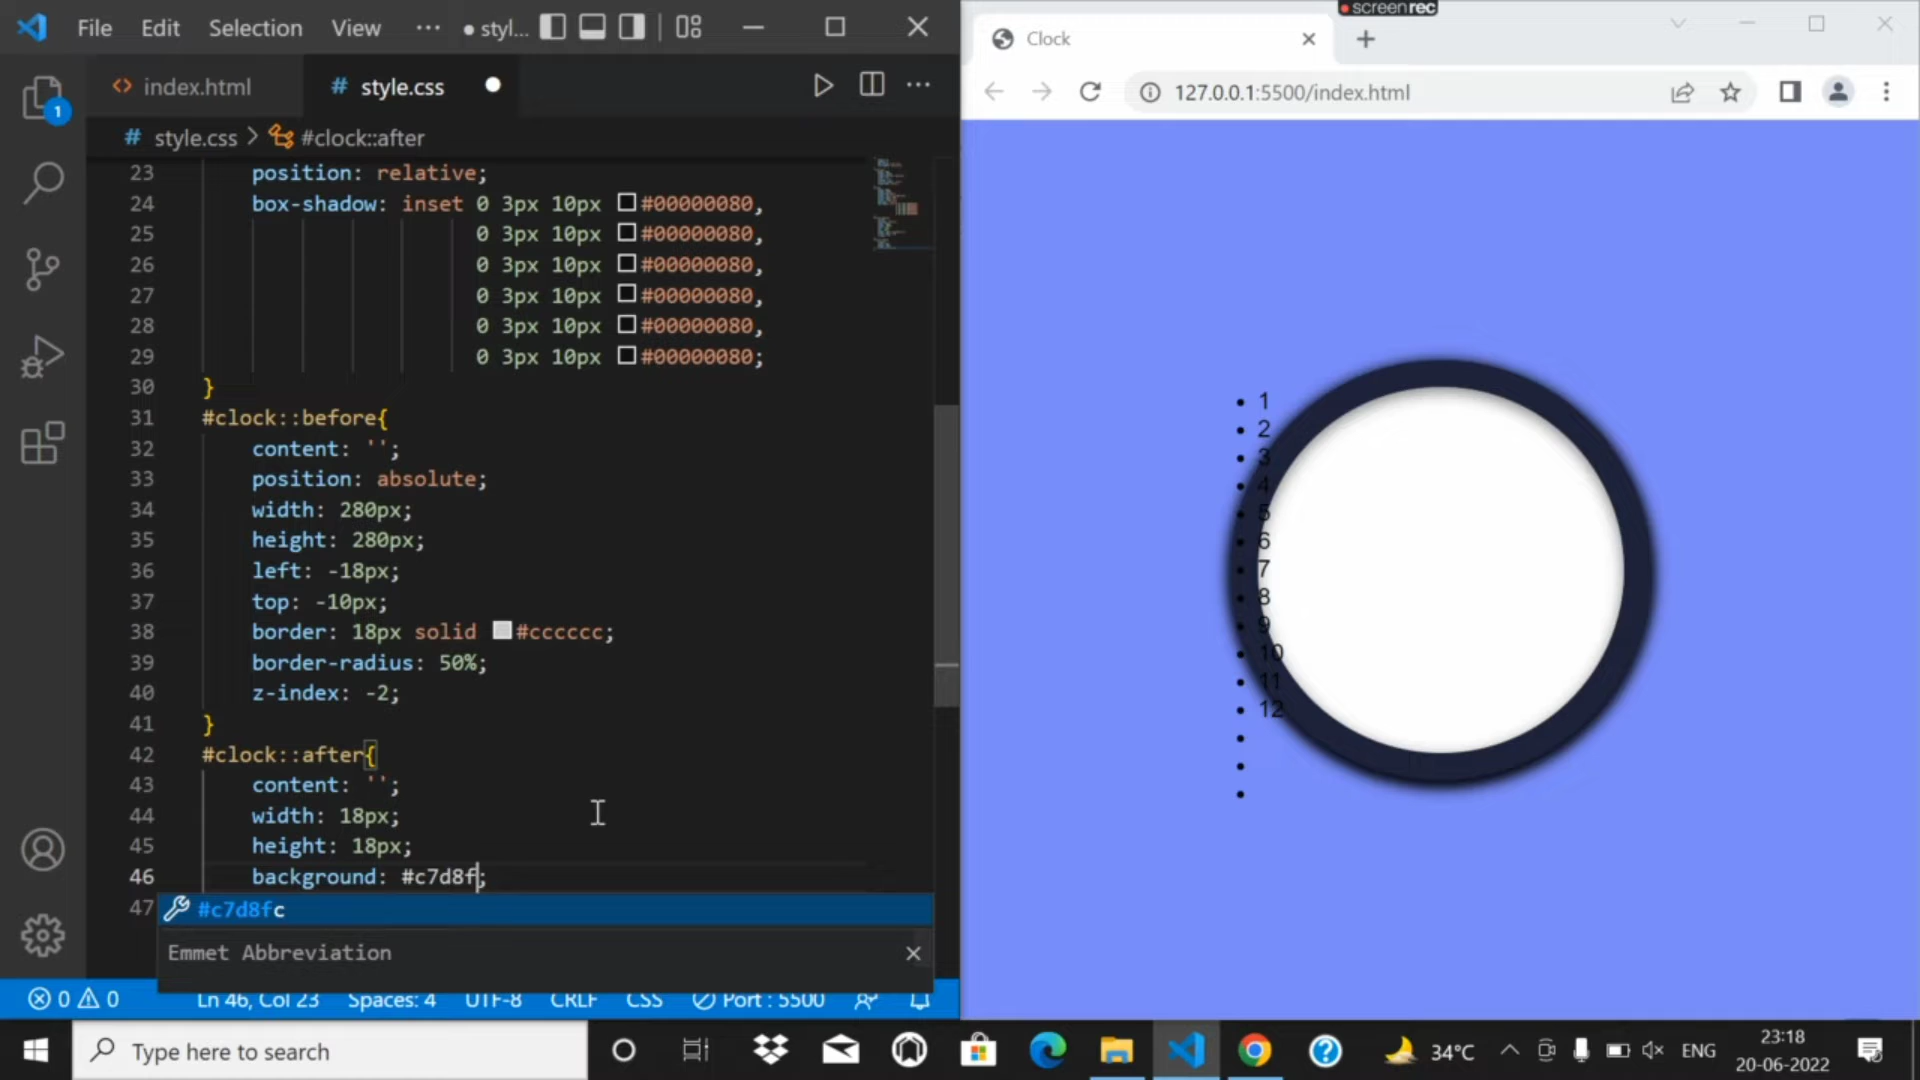 File Edit Selection View ··· ● styl...
index.html # style.css
# style.css > #clock::after
23 position: relative;
24 box-shadow: inset 0 3px 10px #00000080,
25 0 3px 10px #00000080,
26 0 3px 10px #00000080,
27 0 3px 10px #00000080,
28 0 3px 10px #00000080,
29 0 3px 10px #00000080;
30 }
31 #clock::before{
32 content: '';
33 position: absolute;
34 width: 280px;
35 height: 280px;
36 left: -18px;
37 top: -10px;
38 border: 18px solid #cccccc;
39 border-radius: 50%;
40 z-index: -2;
41 }
42 #clock::after{
43 content: '';
44 width: 18px;
45 height: 18px;
46 background: #c7d8f;
47 #c7d8fc
Emmet Abbreviation
1
0 0 Ln 46, Col 23 Spaces: 4 UTF-8 CRLF CSS Port : 5500
screenrec
Clock
127.0.0.1:5500/index.html
• 1
• 2
• 3
• 4
• 5
• 6
• 7
• 8
• 9
• 10
• 11
• 12
•
•
•
Type here to search
34°C
ENG
23:18
20-06-2022